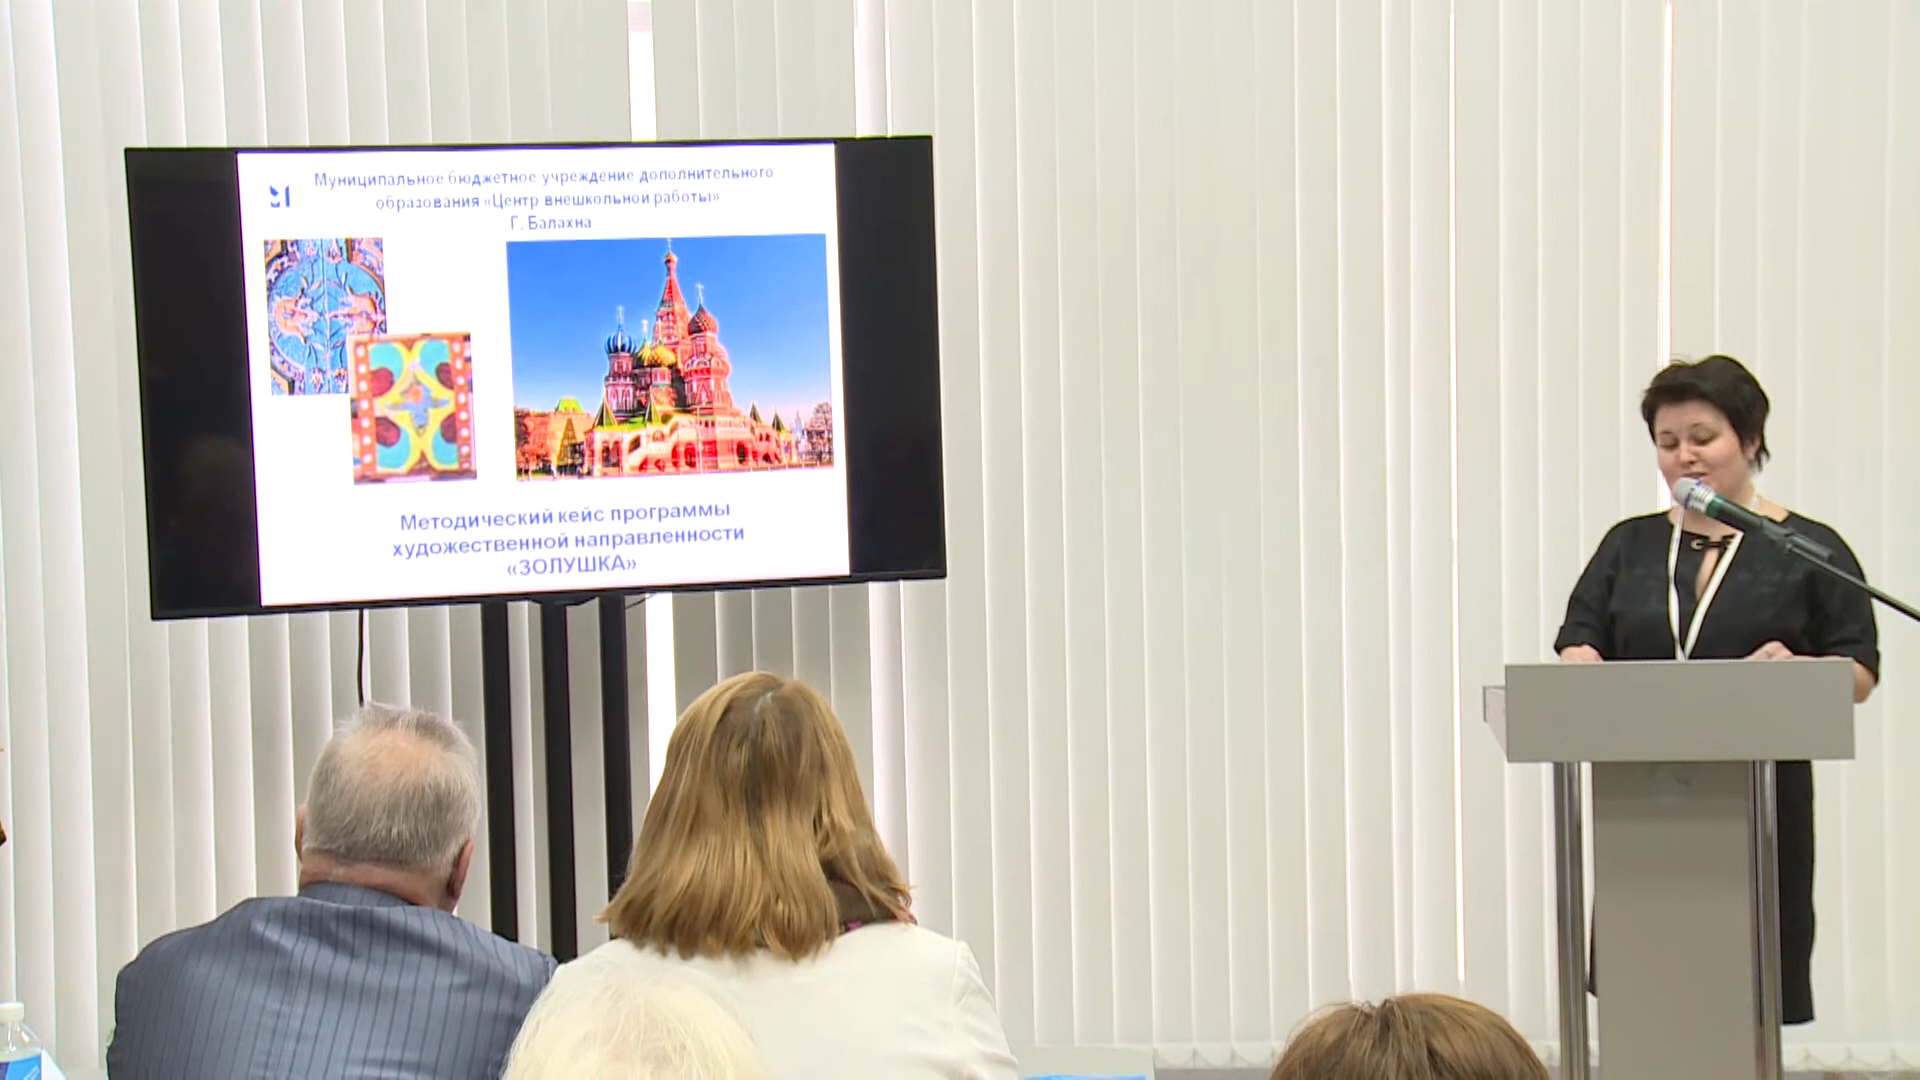 Муниципальное бюджетное учреждение дополнительного
образования «Центр внешкольной работы»
Г. Балахна
Методический кейс программы
художественной направленности
«ЗОЛУШКА»